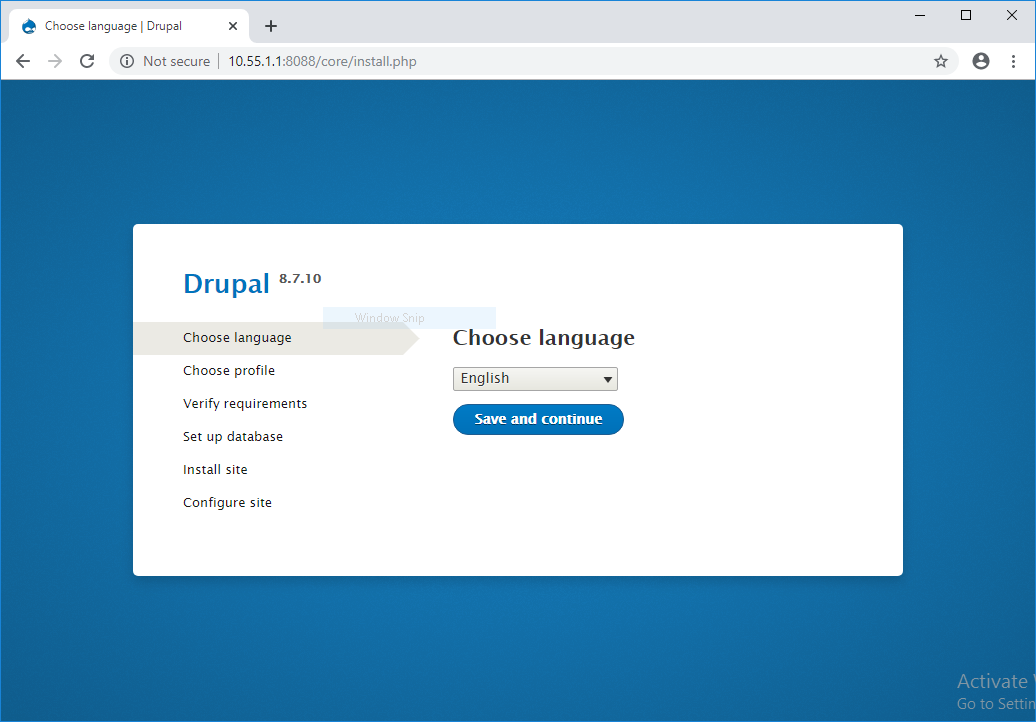 Choose language | Drupal
Not secure | 10.55.1.1:8088/core/install.php
Drupal 8.7.10
Window Snip
Choose language
Choose profile
Verify requirements
Set up database
Install site
Configure site
Choose language
English
Save and continue
Activate
Go to Settin